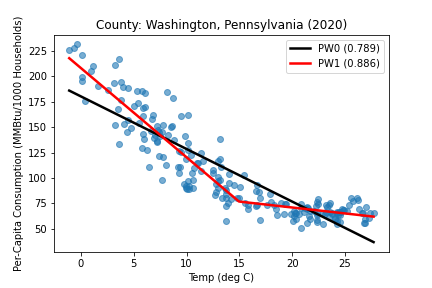 County: Washington, Pennsylvania (2020)
Per-Capita Consumption (MMBtu/1000 Households)
225
200
175
150
125
100
75
50
PW0 (0.789)
PW1 (0.886)
0 5 10 15 20 25
Temp (deg C)